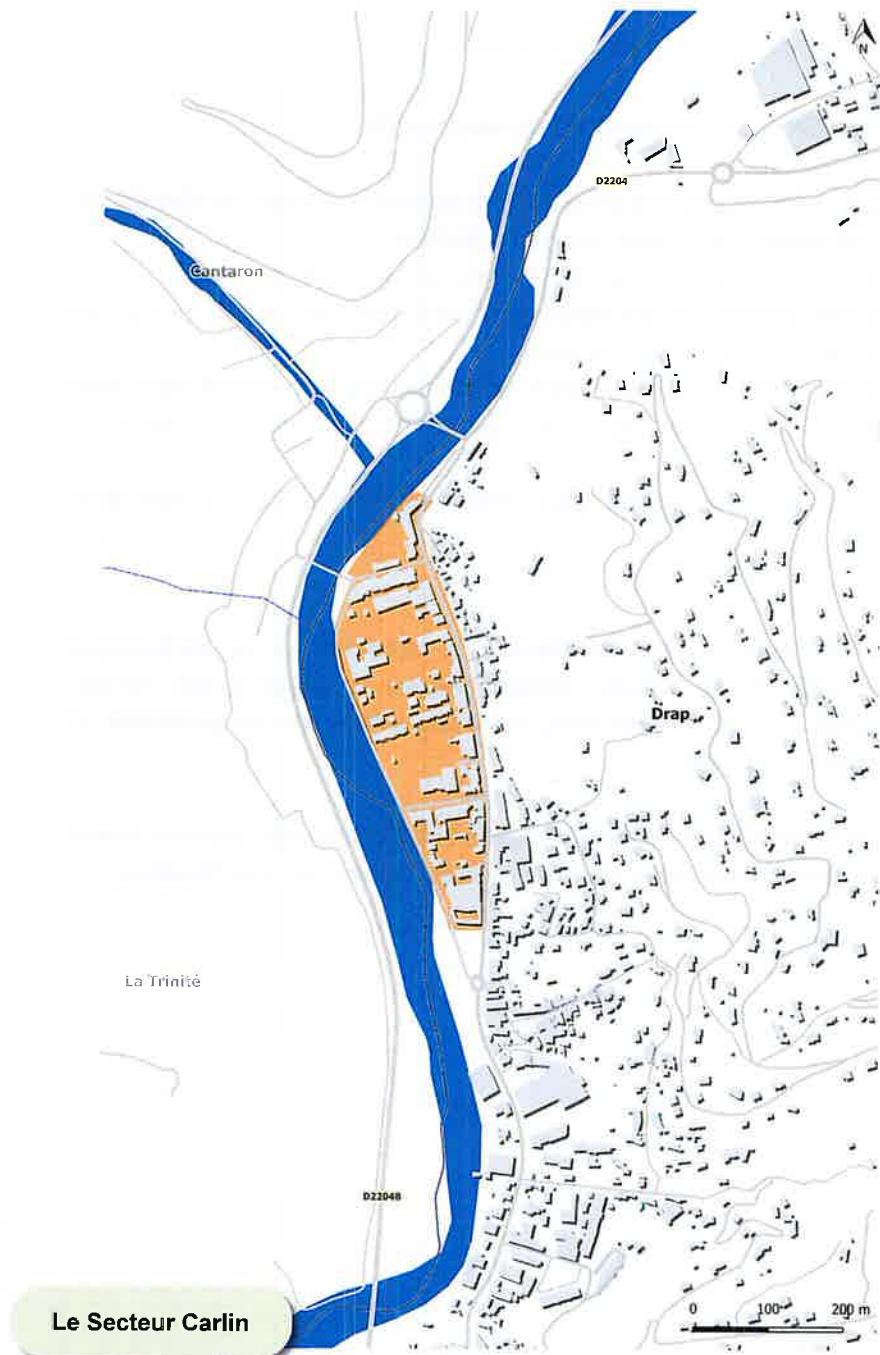 N
D2204
Cantaron
Drap
La Trinité
D2204B
Le Secteur Carlin
0 100 200 m